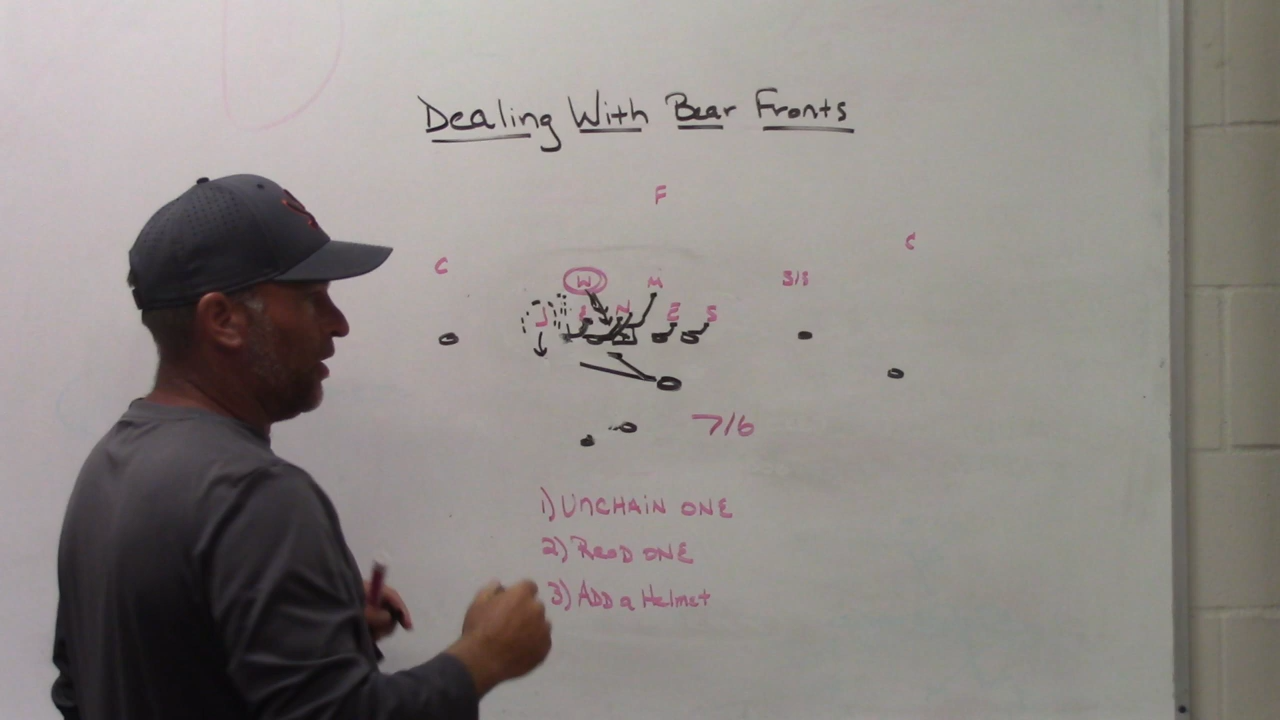 Dealing With Bear Fronts
F
C
C
W M S/S
J N E S
7/6
1) UnCHAiN ONE
2) ReaD ONE
3) ADD a Helmet